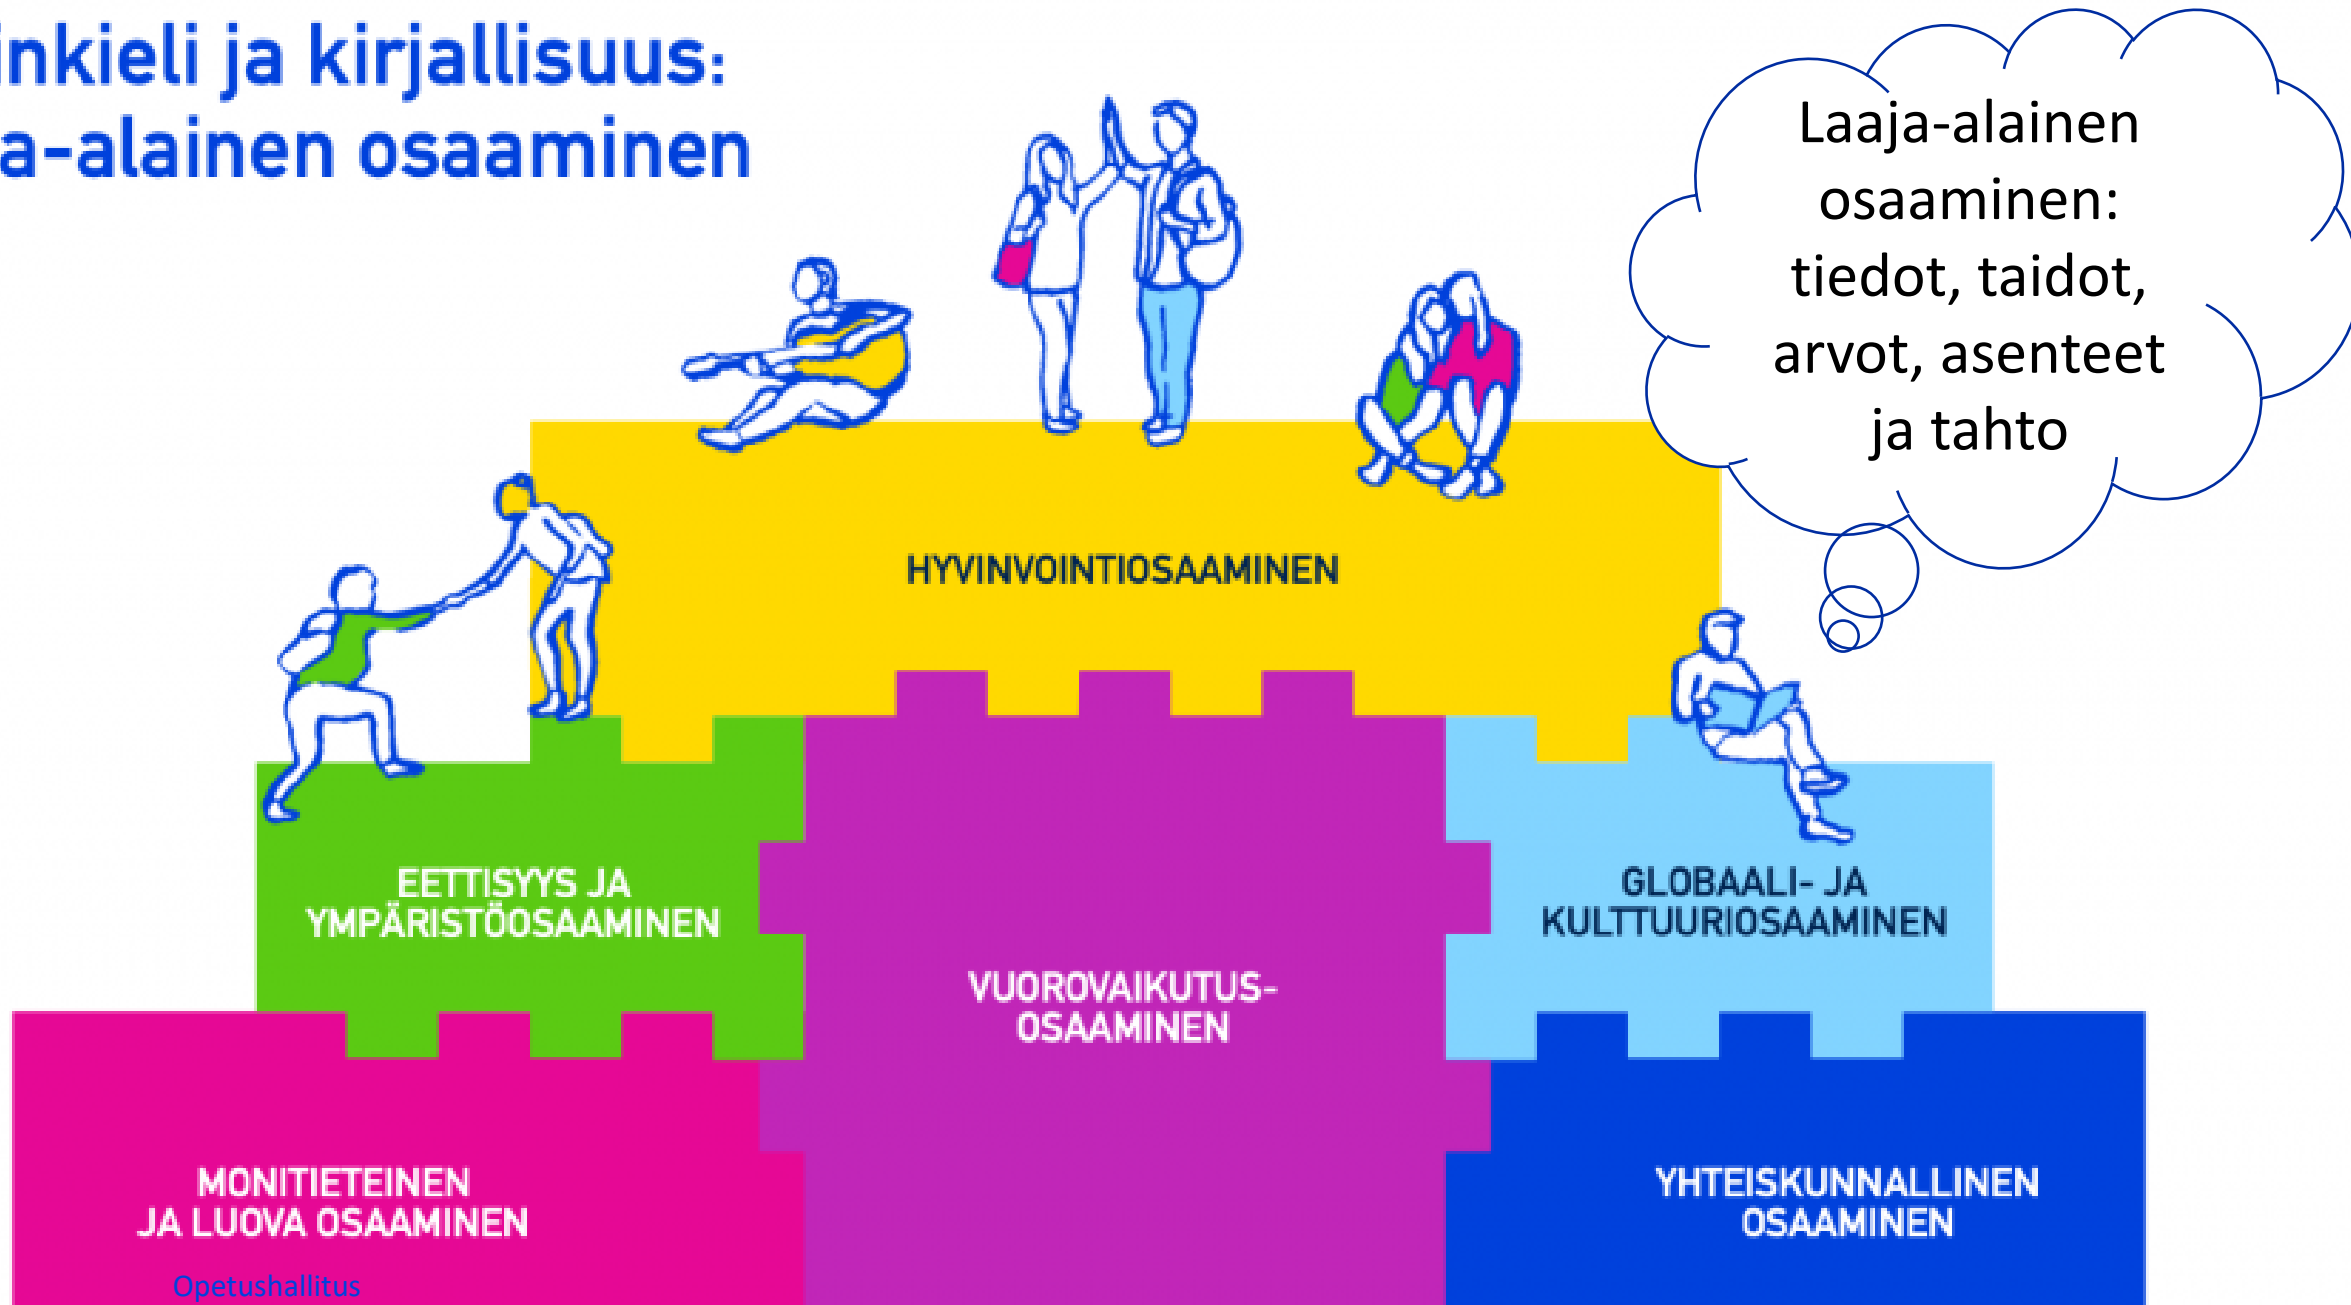 inkieli ja kirjallisuus:
a-alainen osaaminen
Laaja-alainen
osaaminen:
tiedot, taidot,
arvot, asenteet
ja tahto
HYVINVOINTIOSAAMINEN
EETTISYYS JA
YMPÄRISTÖOSAAMINEN
GLOBAALI- JA
KULTTUURIOSAAMINEN
VUOROVAIKUTUS-
OSAAMINEN
MONITIETEINEN
JA LUOVA OSAAMINEN
YHTEISKUNNALLINEN
OSAAMINEN
Opetushallitus